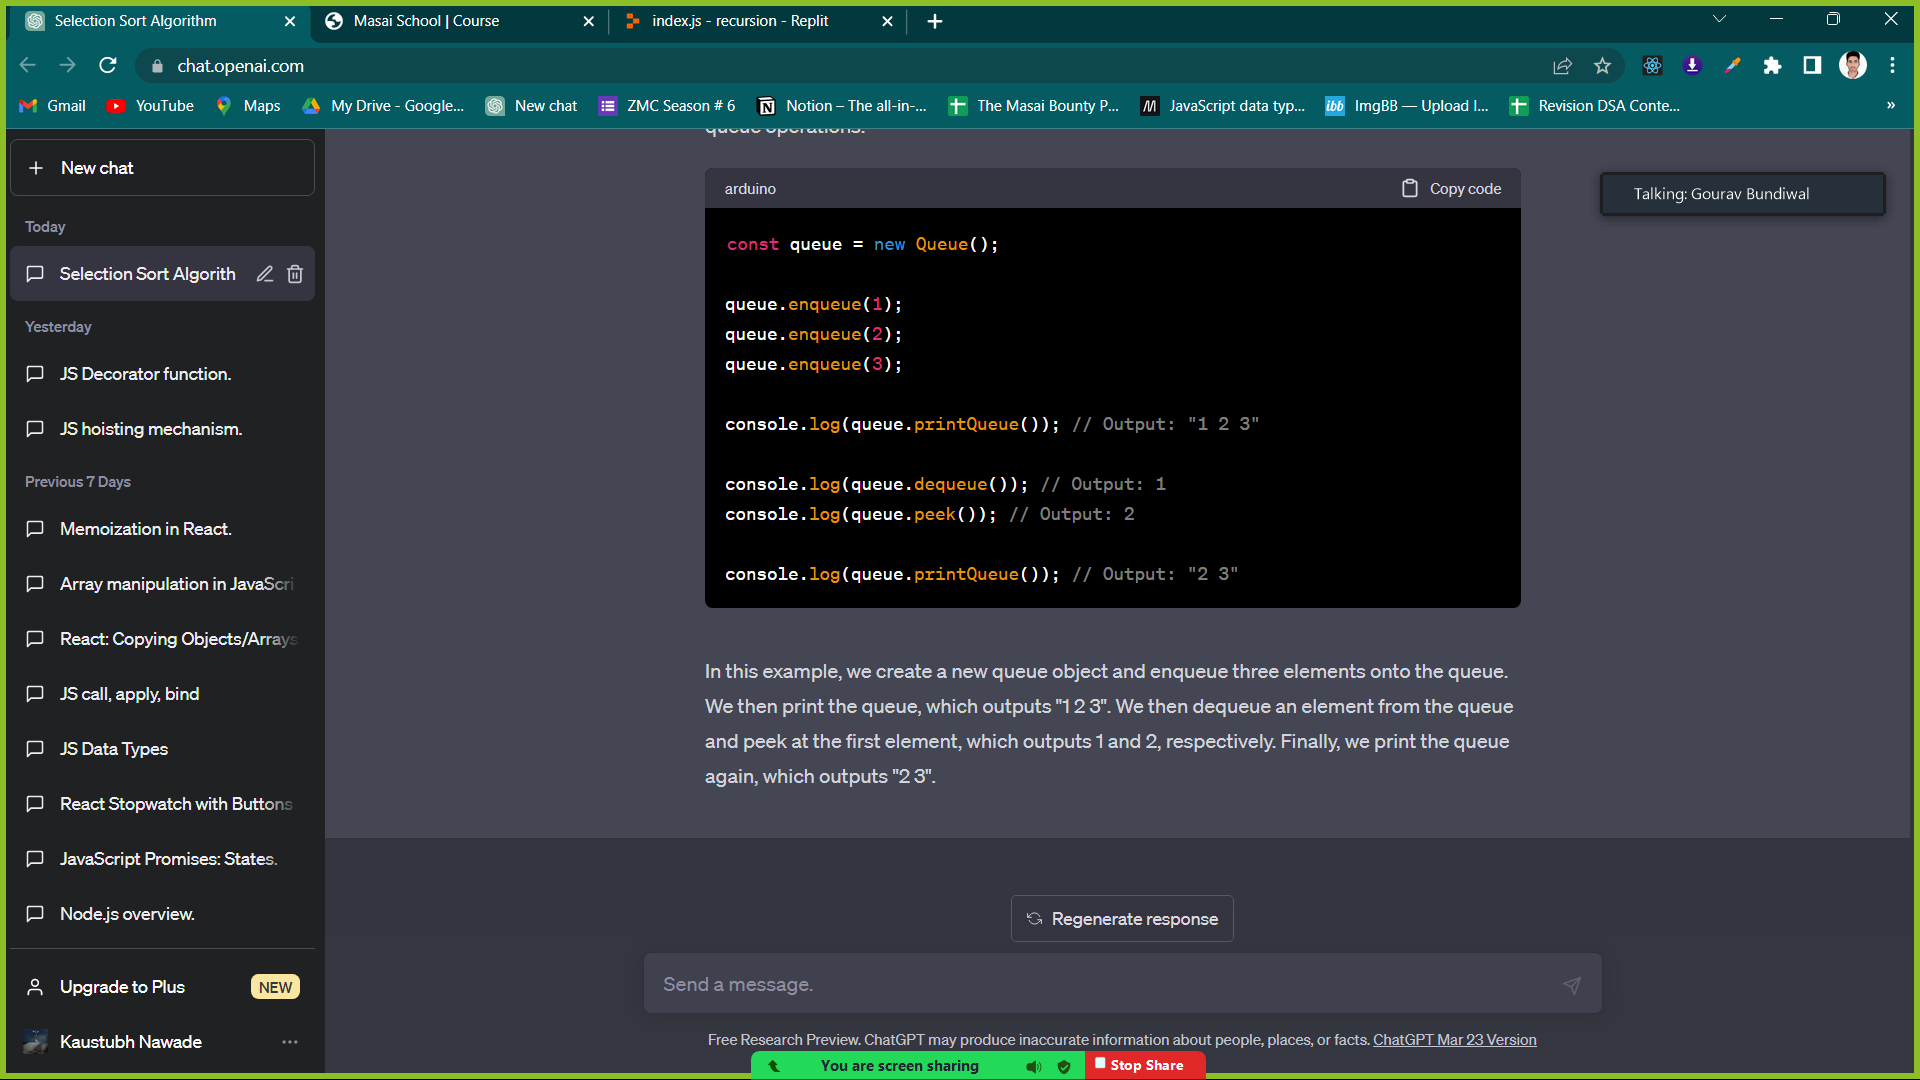 Selection Sort Algorithm
Masai School | Course
index.js - recursion - Replit
chat.openai.com
Gmail
YouTube
Maps
My Drive - Google...
New chat
ZMC Season # 6
Notion – The all-in-...
The Masai Bounty P...
JavaScript data typ...
ibb
ImgBB — Upload I...
Revision DSA Conte...
»
New chat
Today
Selection Sort Algorith
Yesterday
JS Decorator function.
JS hoisting mechanism.
Previous 7 Days
Memoization in React.
Array manipulation in JavaScri
React: Copying Objects/Arrays
JS call, apply, bind
JS Data Types
React Stopwatch with Buttons
JavaScript Promises: States.
Node.js overview.
Upgrade to Plus
NEW
Kaustubh Nawade
queue operations.
arduino
Copy code
const queue = new Queue();
queue.enqueue(1);
queue.enqueue(2);
queue.enqueue(3);
console.log(queue.printQueue()); // Output: "1 2 3"
console.log(queue.dequeue()); // Output: 1
console.log(queue.peek()); // Output: 2
console.log(queue.printQueue()); // Output: "2 3"
In this example, we create a new queue object and enqueue three elements onto the queue.
We then print the queue, which outputs "1 2 3". We then dequeue an element from the queue
and peek at the first element, which outputs 1 and 2, respectively. Finally, we print the queue
again, which outputs "2 3".
Talking: Gourav Bundiwal
Regenerate response
Send a message.
Free Research Preview. ChatGPT may produce inaccurate information about people, places, or facts. ChatGPT Mar 23 Version
You are screen sharing
Stop Share